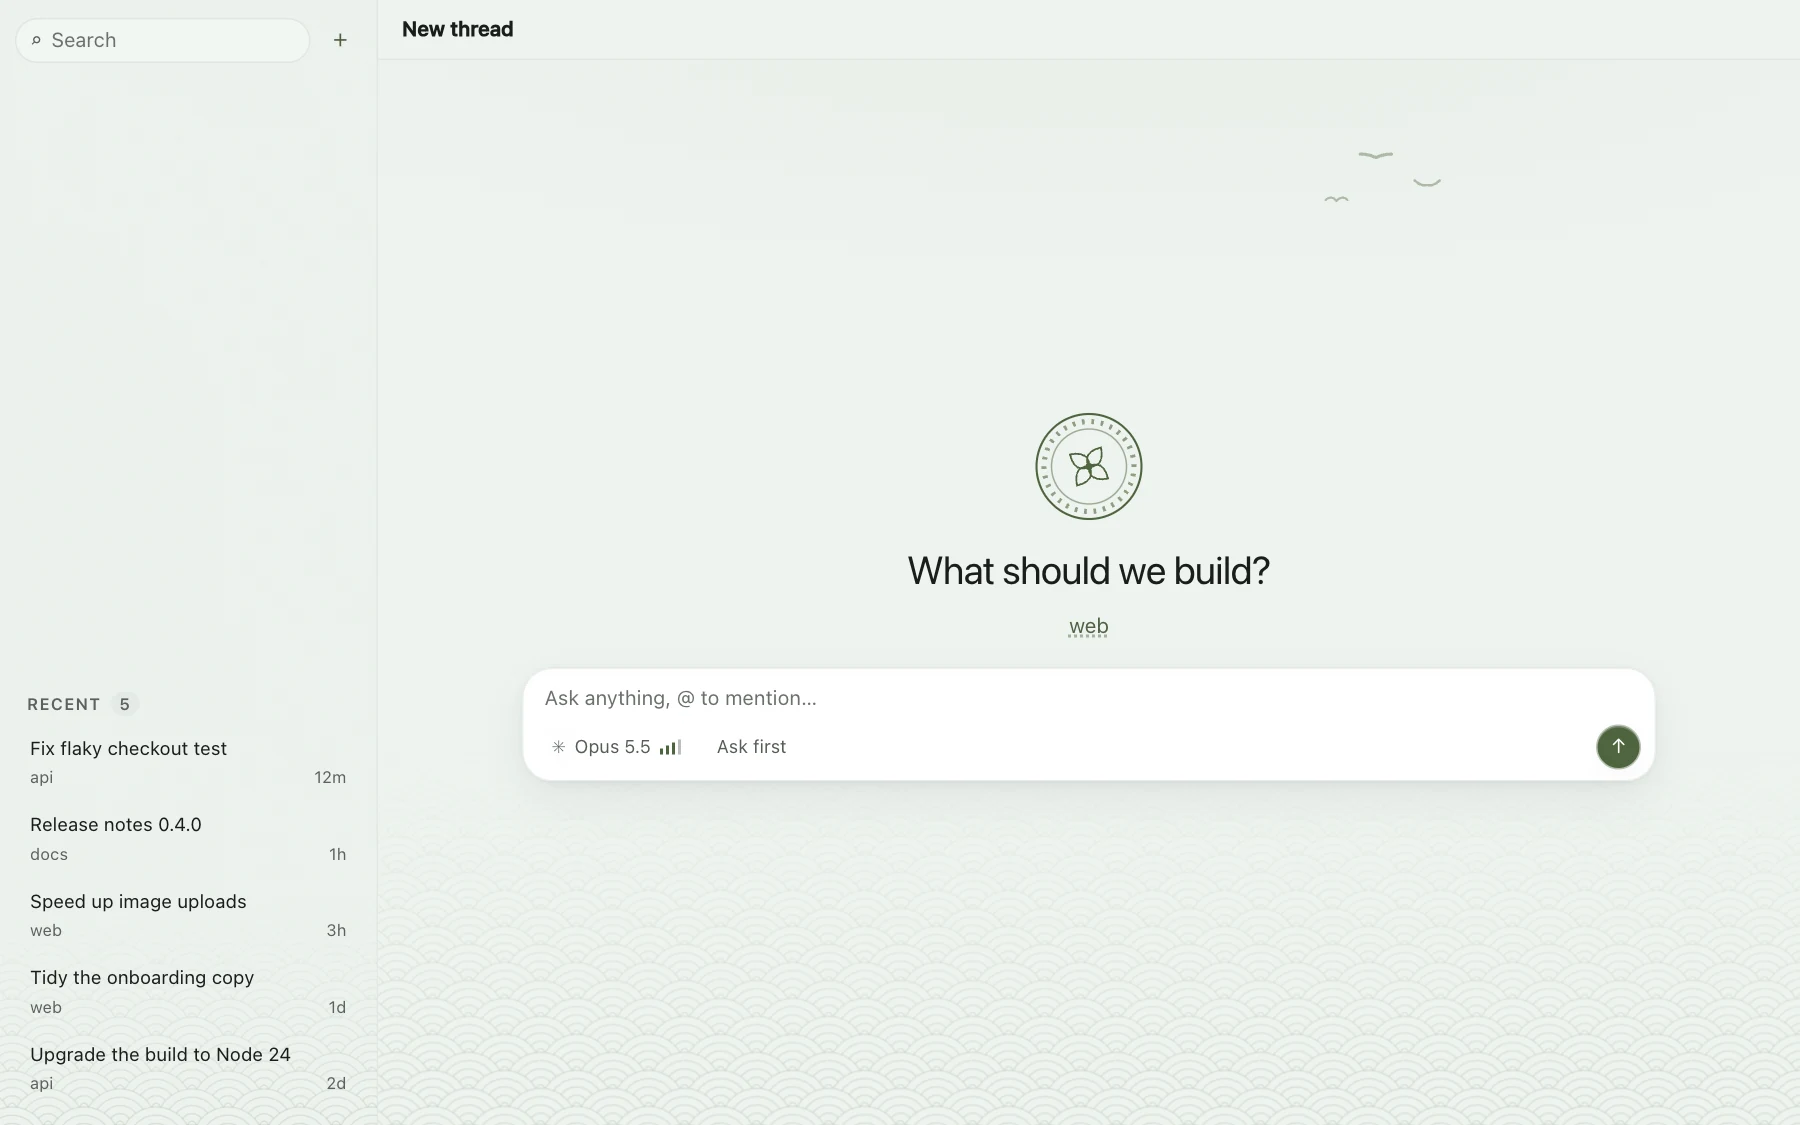 Search
New thread
What should we build?
web
Ask anything, @ to mention...
Opus 5.5
Ask first
RECENT 5
Fix flaky checkout test
api 12m
Release notes 0.4.0
docs 1h
Speed up image uploads
web 3h
Tidy the onboarding copy
web 1d
Upgrade the build to Node 24
api 2d